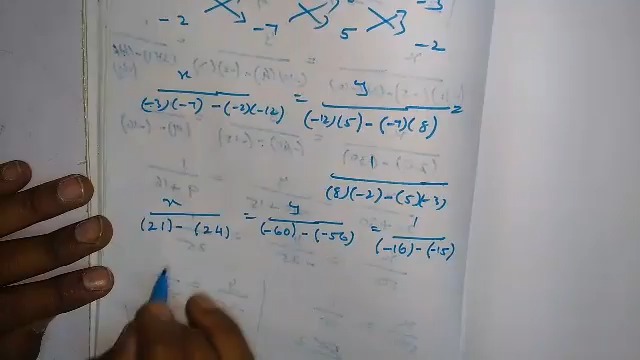 -3
-2 -7 5 -2
x / (-3)(-7) - (-2)(-12) = y / (-12)(5) - (-7)(8) =
1 / (8)(-2) - (5)(-3)
x / (21) - (24) = y / (-60) - (-56) = 1 / (-16) - (-15)